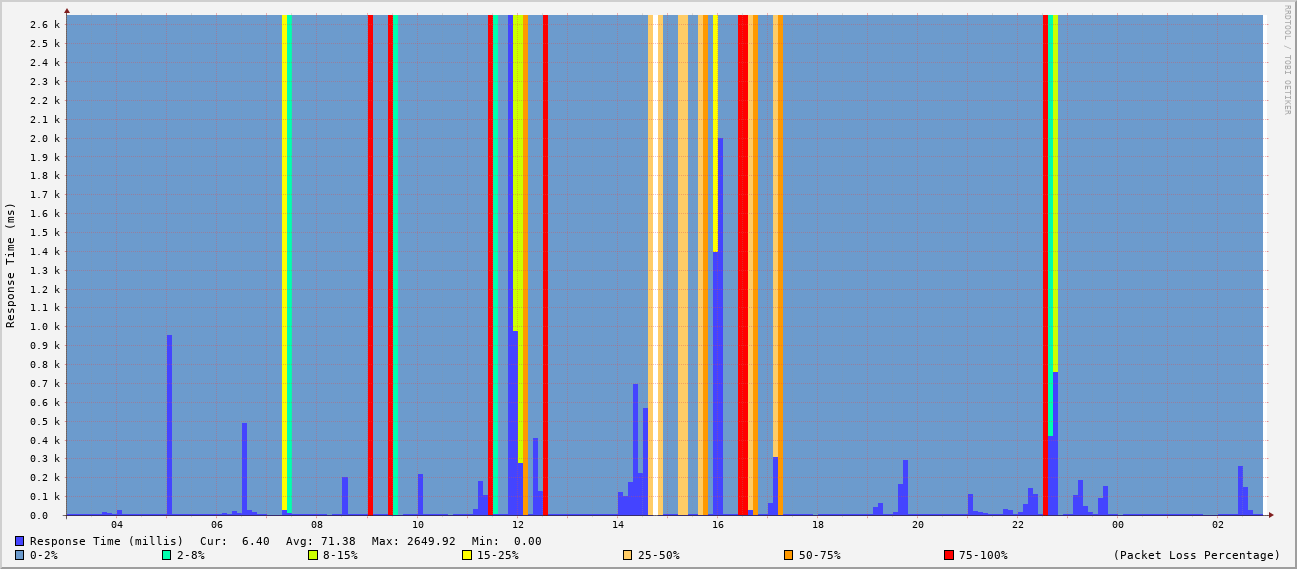 RRDTOOL / TOBI OETIKER
Response Time (ms)
2.6 k
2.5 k
2.4 k
2.3 k
2.2 k
2.1 k
2.0 k
1.9 k
1.8 k
1.7 k
1.6 k
1.5 k
1.4 k
1.3 k
1.2 k
1.1 k
1.0 k
0.9 k
0.8 k
0.7 k
0.6 k
0.5 k
0.4 k
0.3 k
0.2 k
0.1 k
0.0
04 06 08 10 12 14 16 18 20 22 00 02
Response Time (millis) Cur: 6.40 Avg: 71.38 Max: 2649.92 Min: 0.00
0-2% 2-8% 8-15% 15-25% 25-50% 50-75% 75-100% (Packet Loss Percentage)